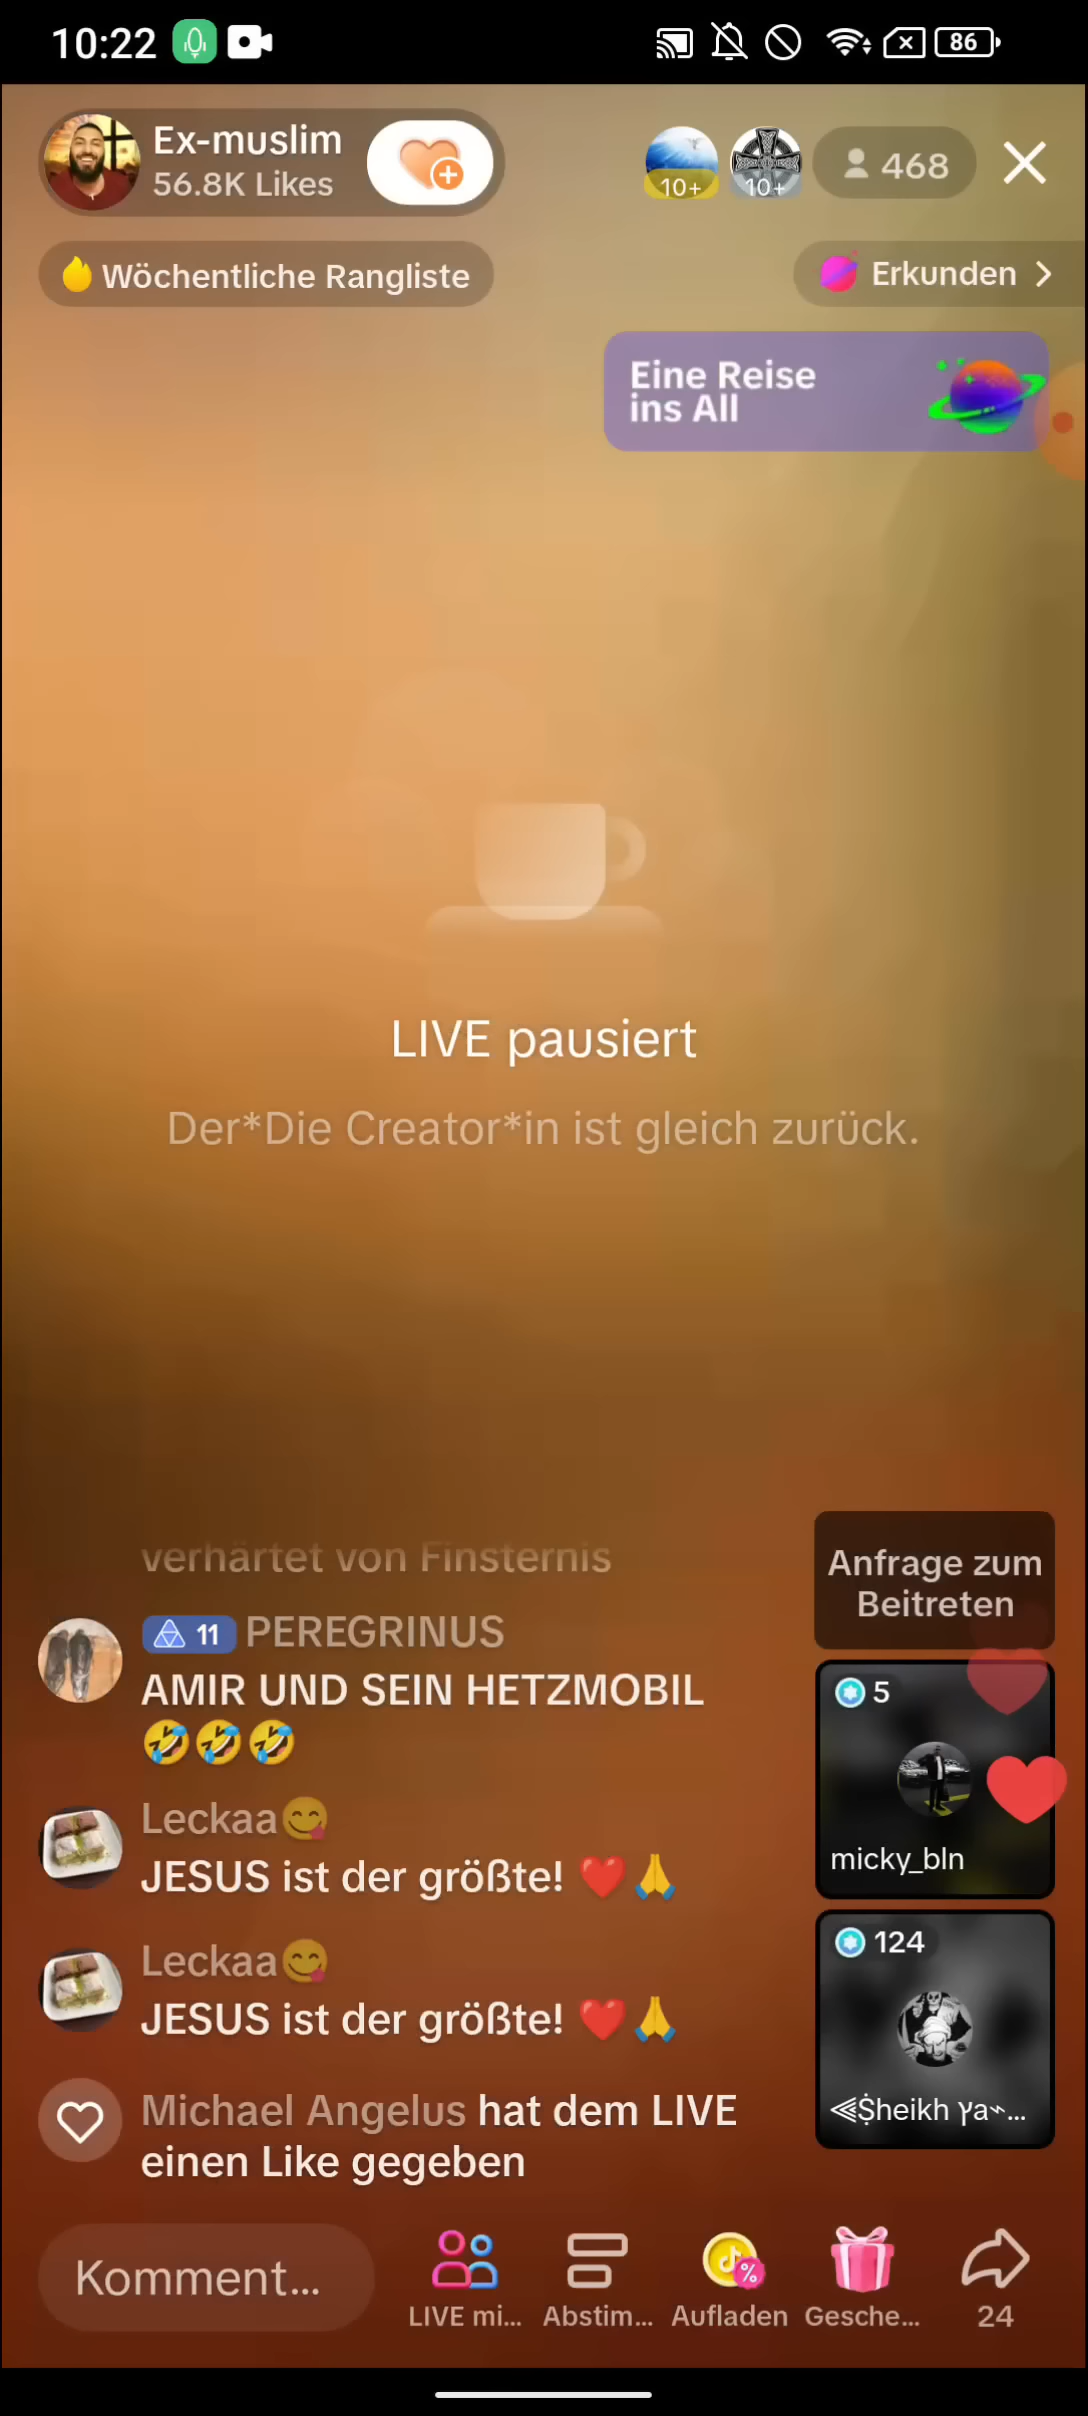 10:22
86
Ex-muslim
56.8K Likes
10+
10+
468
Wöchentliche Rangliste
Erkunden
Eine Reise
ins All
LIVE pausiert
Der*Die Creator*in ist gleich zurück.
verhärtet von Finsternis
Anfrage zum
Beitreten
11 PEREGRINUS
AMIR UND SEIN HETZMOBIL
🤣🤣🤣
5
micky_bln
Leckaa😋
JESUS ist der größte! ❤️🙏
124
Leckaa😋
JESUS ist der größte! ❤️🙏
Michael Angelus hat dem LIVE
einen Like gegeben
Komment...
LIVE mi...
Abstim...
Aufladen
Gesche...
24